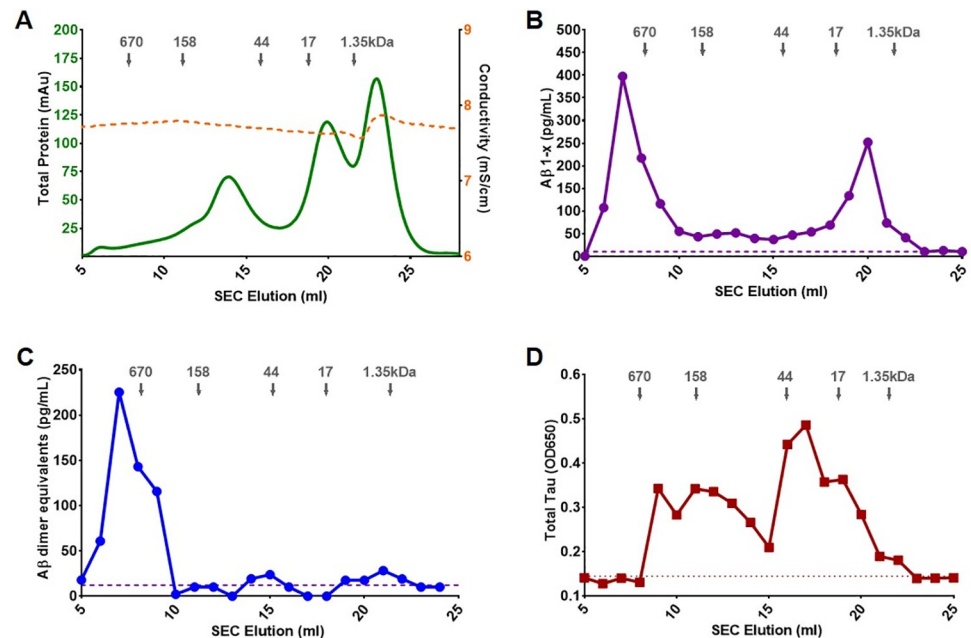 A
670 158 44 17 1.35kDa
200
175
150
125
100
75
50
25
Total Protein (mAu)
9
8
7
6
Conductivity (mS/cm)
5 10 15 20 25
SEC Elution (ml)
B
670 158 44 17 1.35kDa
500
450
400
350
300
250
200
150
100
50
0
Aβ 1-x (pg/mL)
5 10 15 20 25
SEC Elution (ml)
C
670 158 44 17 1.35kDa
250
200
150
100
50
0
Aβ dimer equivalents (pg/mL)
5 10 15 20 25
SEC Elution (ml)
D
670 158 44 17 1.35kDa
0.6
0.5
0.4
0.3
0.2
0.1
Total Tau (OD650)
5 10 15 20 25
SEC Elution (ml)